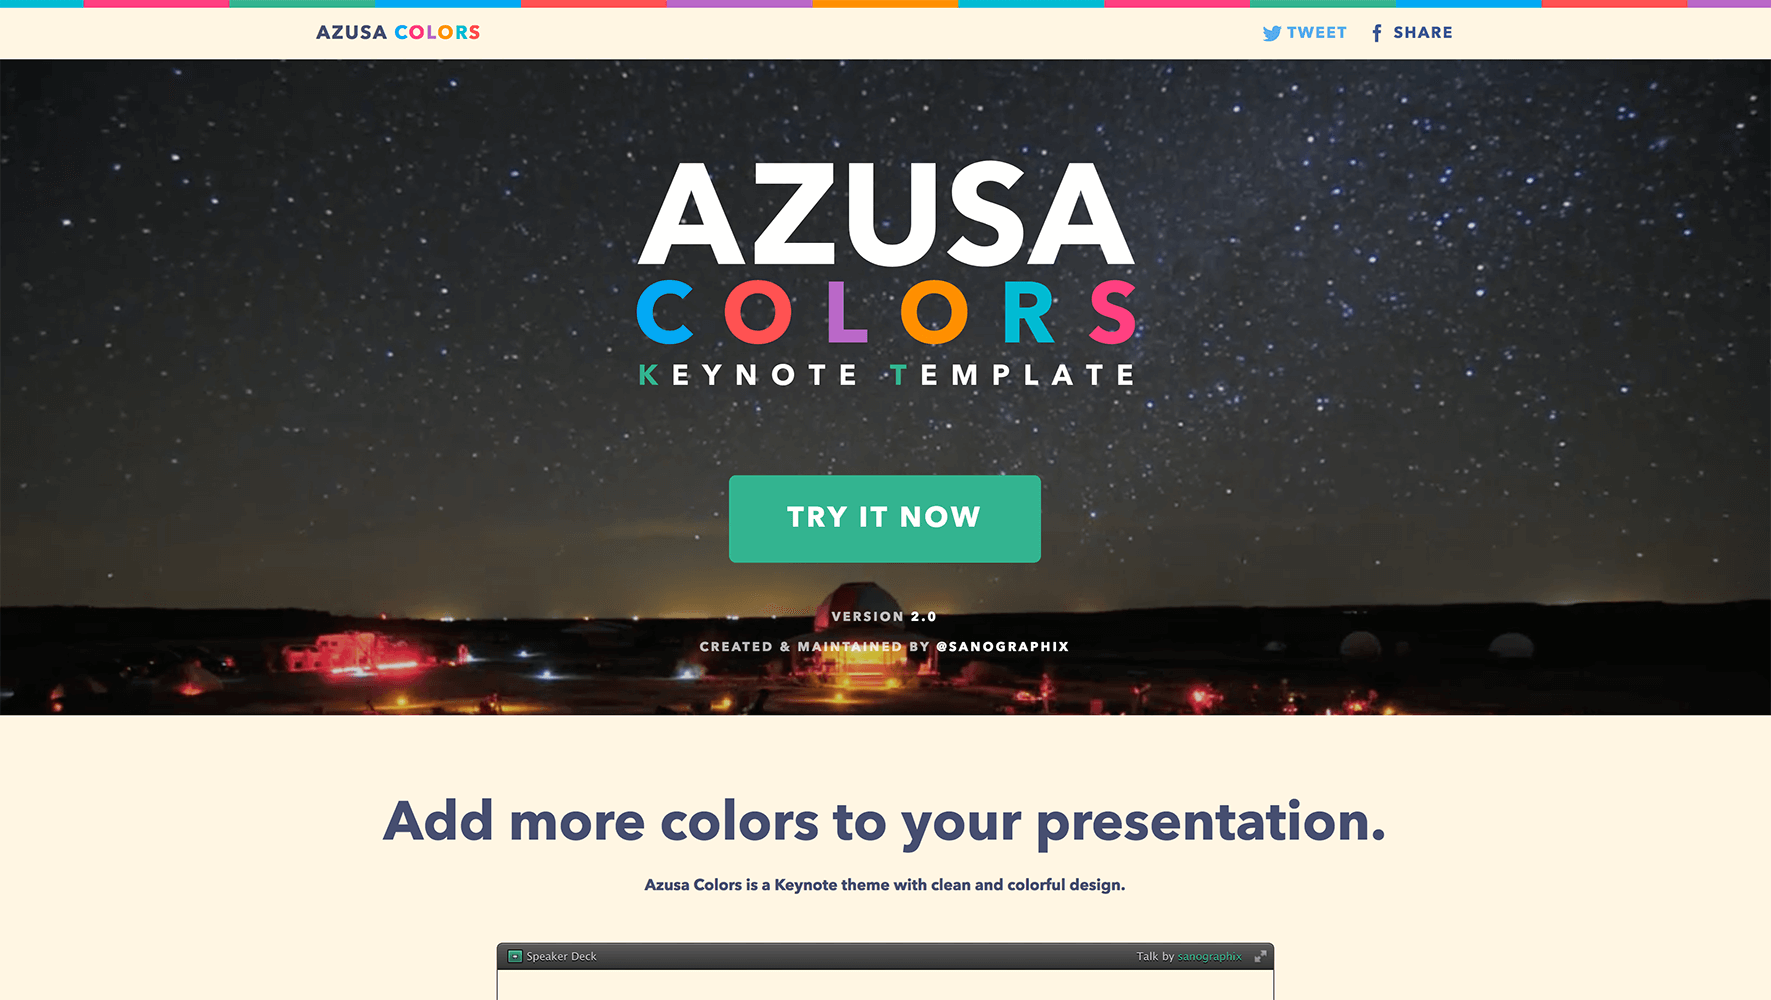 AZUSA COLORS
TWEET
SHARE
AZUSA
COLORS
KEYNOTE TEMPLATE
TRY IT NOW
VERSION 2.0
CREATED & MAINTAINED BY @SANOGRAPHIX
Add more colors to your presentation.
Azusa Colors is a Keynote theme with clean and colorful design.
Speaker Deck
Talk by sanographix